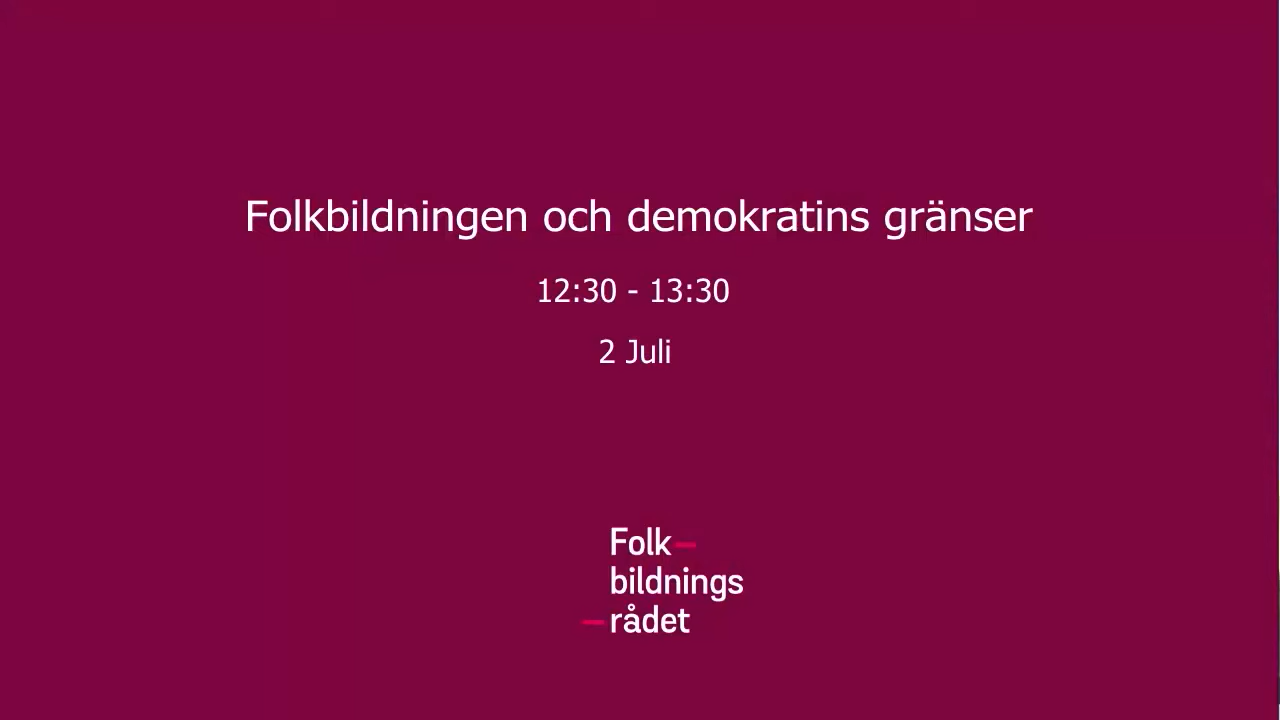 Folkbildningen och demokratins gränser
12:30 - 13:30
2 Juli
Folk–
bildnings
–rådet